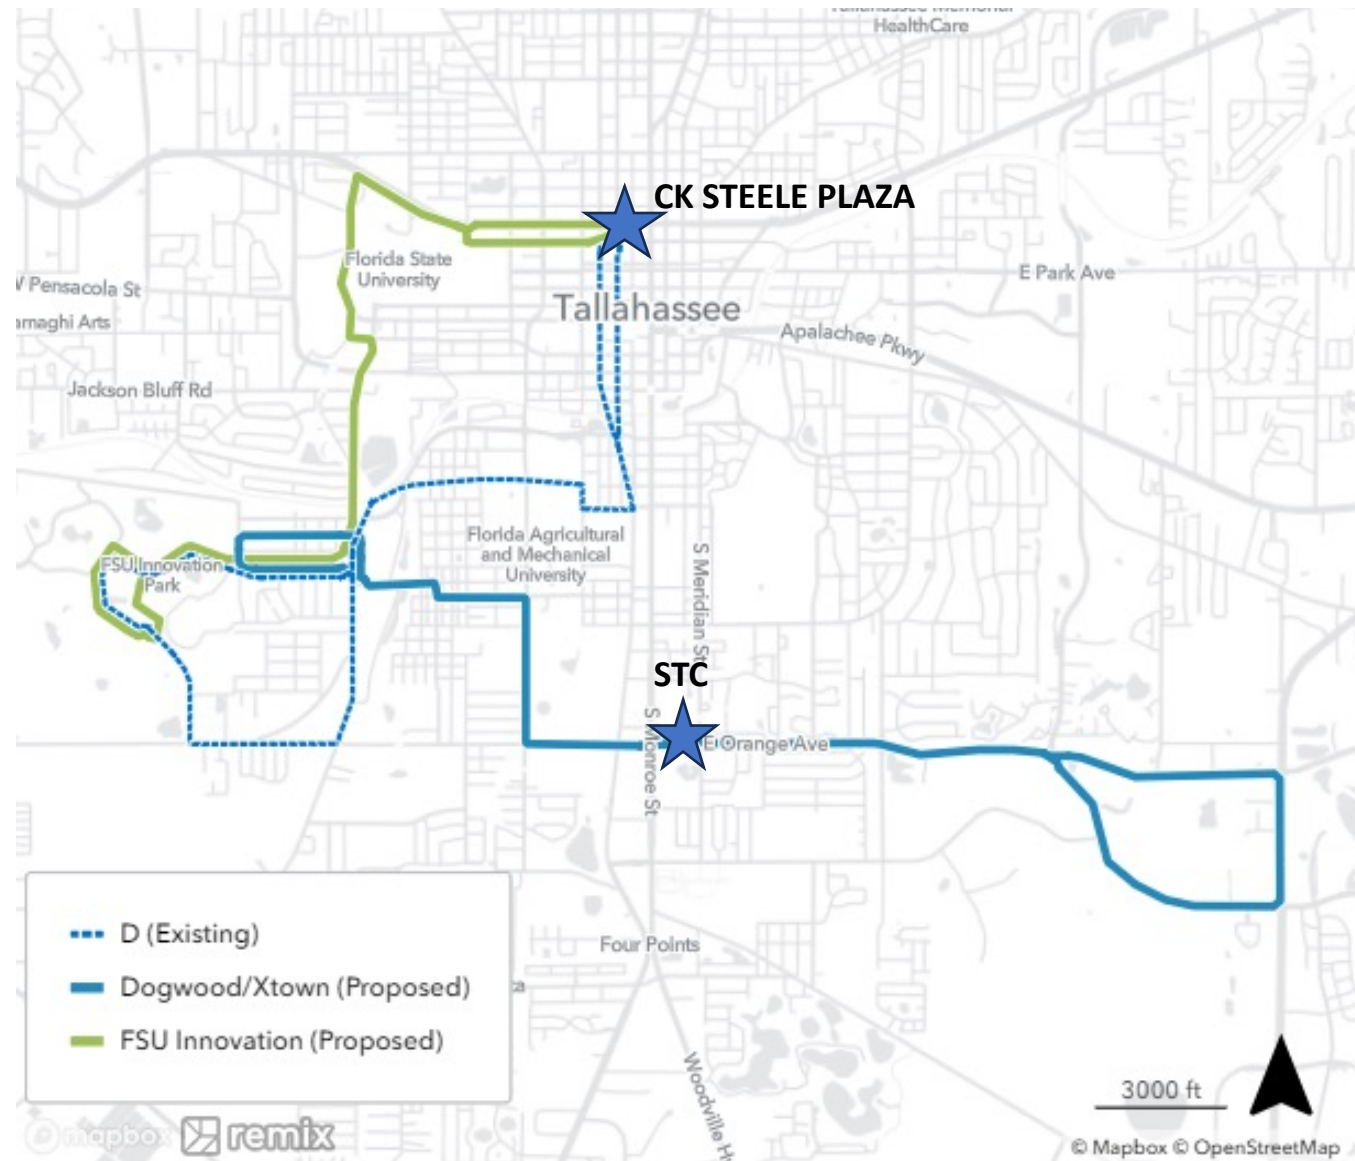 HealthCare
CK STEELE PLAZA
Florida State
University
E Park Ave
Pensacola St
Tallahassee
Apalachee Pkwy
Jackson Bluff Rd
Florida Agricultural
and Mechanical
University
FSU Innovation
Park
S Meridian St
STC
S Monroe St
E Orange Ave
D (Existing)
Dogwood/Xtown (Proposed)
FSU Innovation (Proposed)
Four Points
Woodville
3000 ft
mapbox
remix
© Mapbox © OpenStreetMap